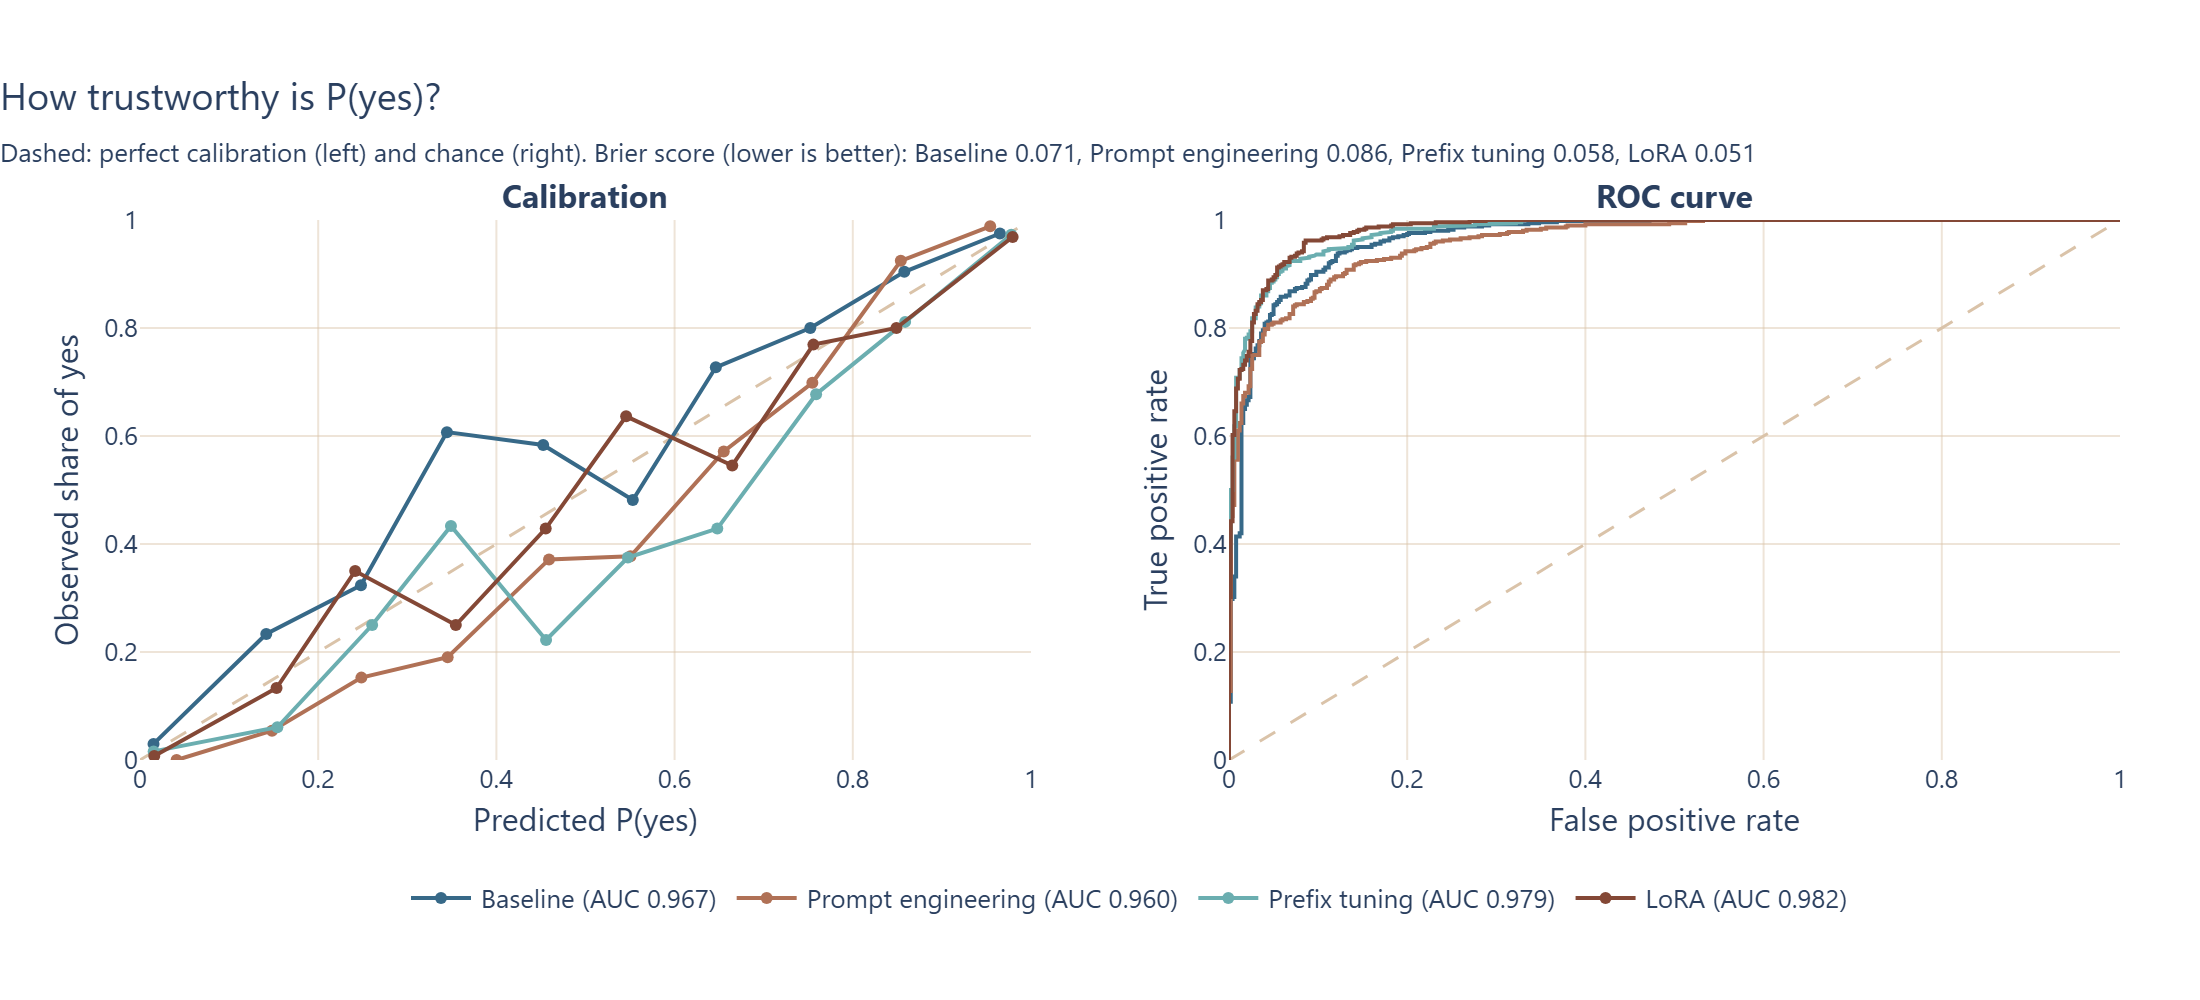 How trustworthy is P(yes)?
Dashed: perfect calibration (left) and chance (right). Brier score (lower is better): Baseline 0.071, Prompt engineering 0.086, Prefix tuning 0.058, LoRA 0.051
Calibration
Observed share of yes
1
0.8
0.6
0.4
0.2
0
0 0.2 0.4 0.6 0.8 1
Predicted P(yes)
ROC curve
True positive rate
1
0.8
0.6
0.4
0.2
0
0 0.2 0.4 0.6 0.8 1
False positive rate
Baseline (AUC 0.967) Prompt engineering (AUC 0.960) Prefix tuning (AUC 0.979) LoRA (AUC 0.982)